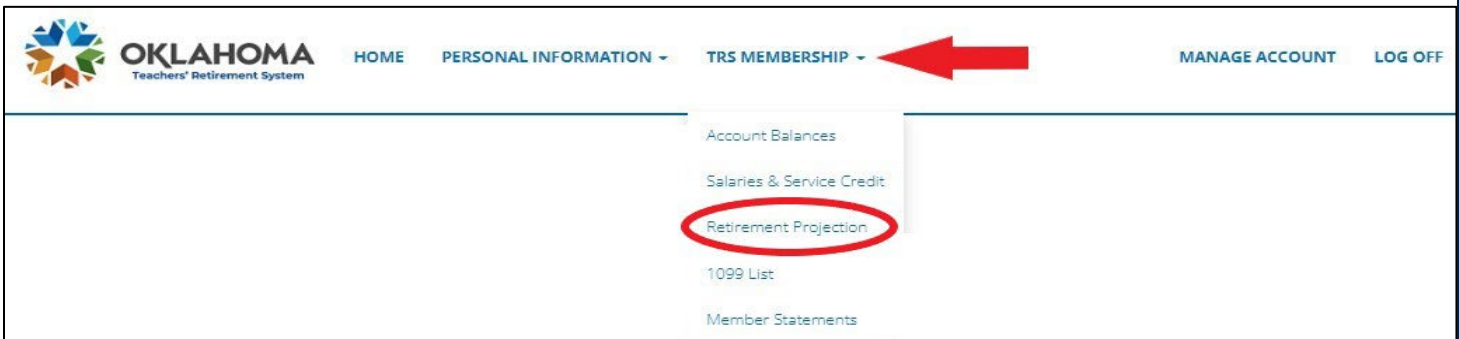 OKLAHOMA
Teachers' Retirement System
HOME PERSONAL INFORMATION TRS MEMBERSHIP MANAGE ACCOUNT LOG OFF
Account Balances
Salaries & Service Credit
Retirement Projection
1099 List
Member Statements